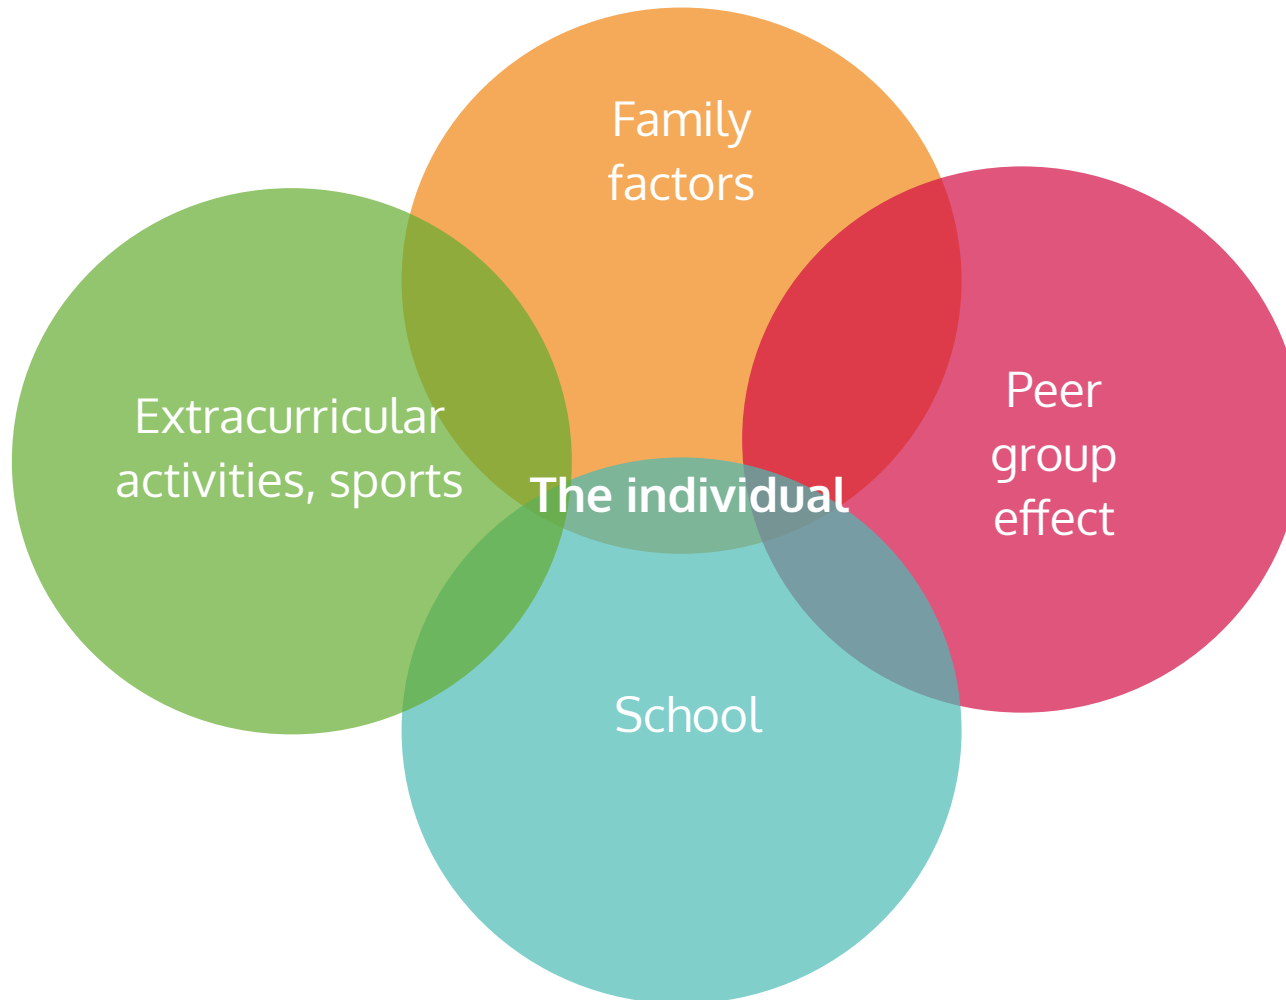 Family
factors
Extracurricular
activities, sports
The individual
Peer
group
effect
School